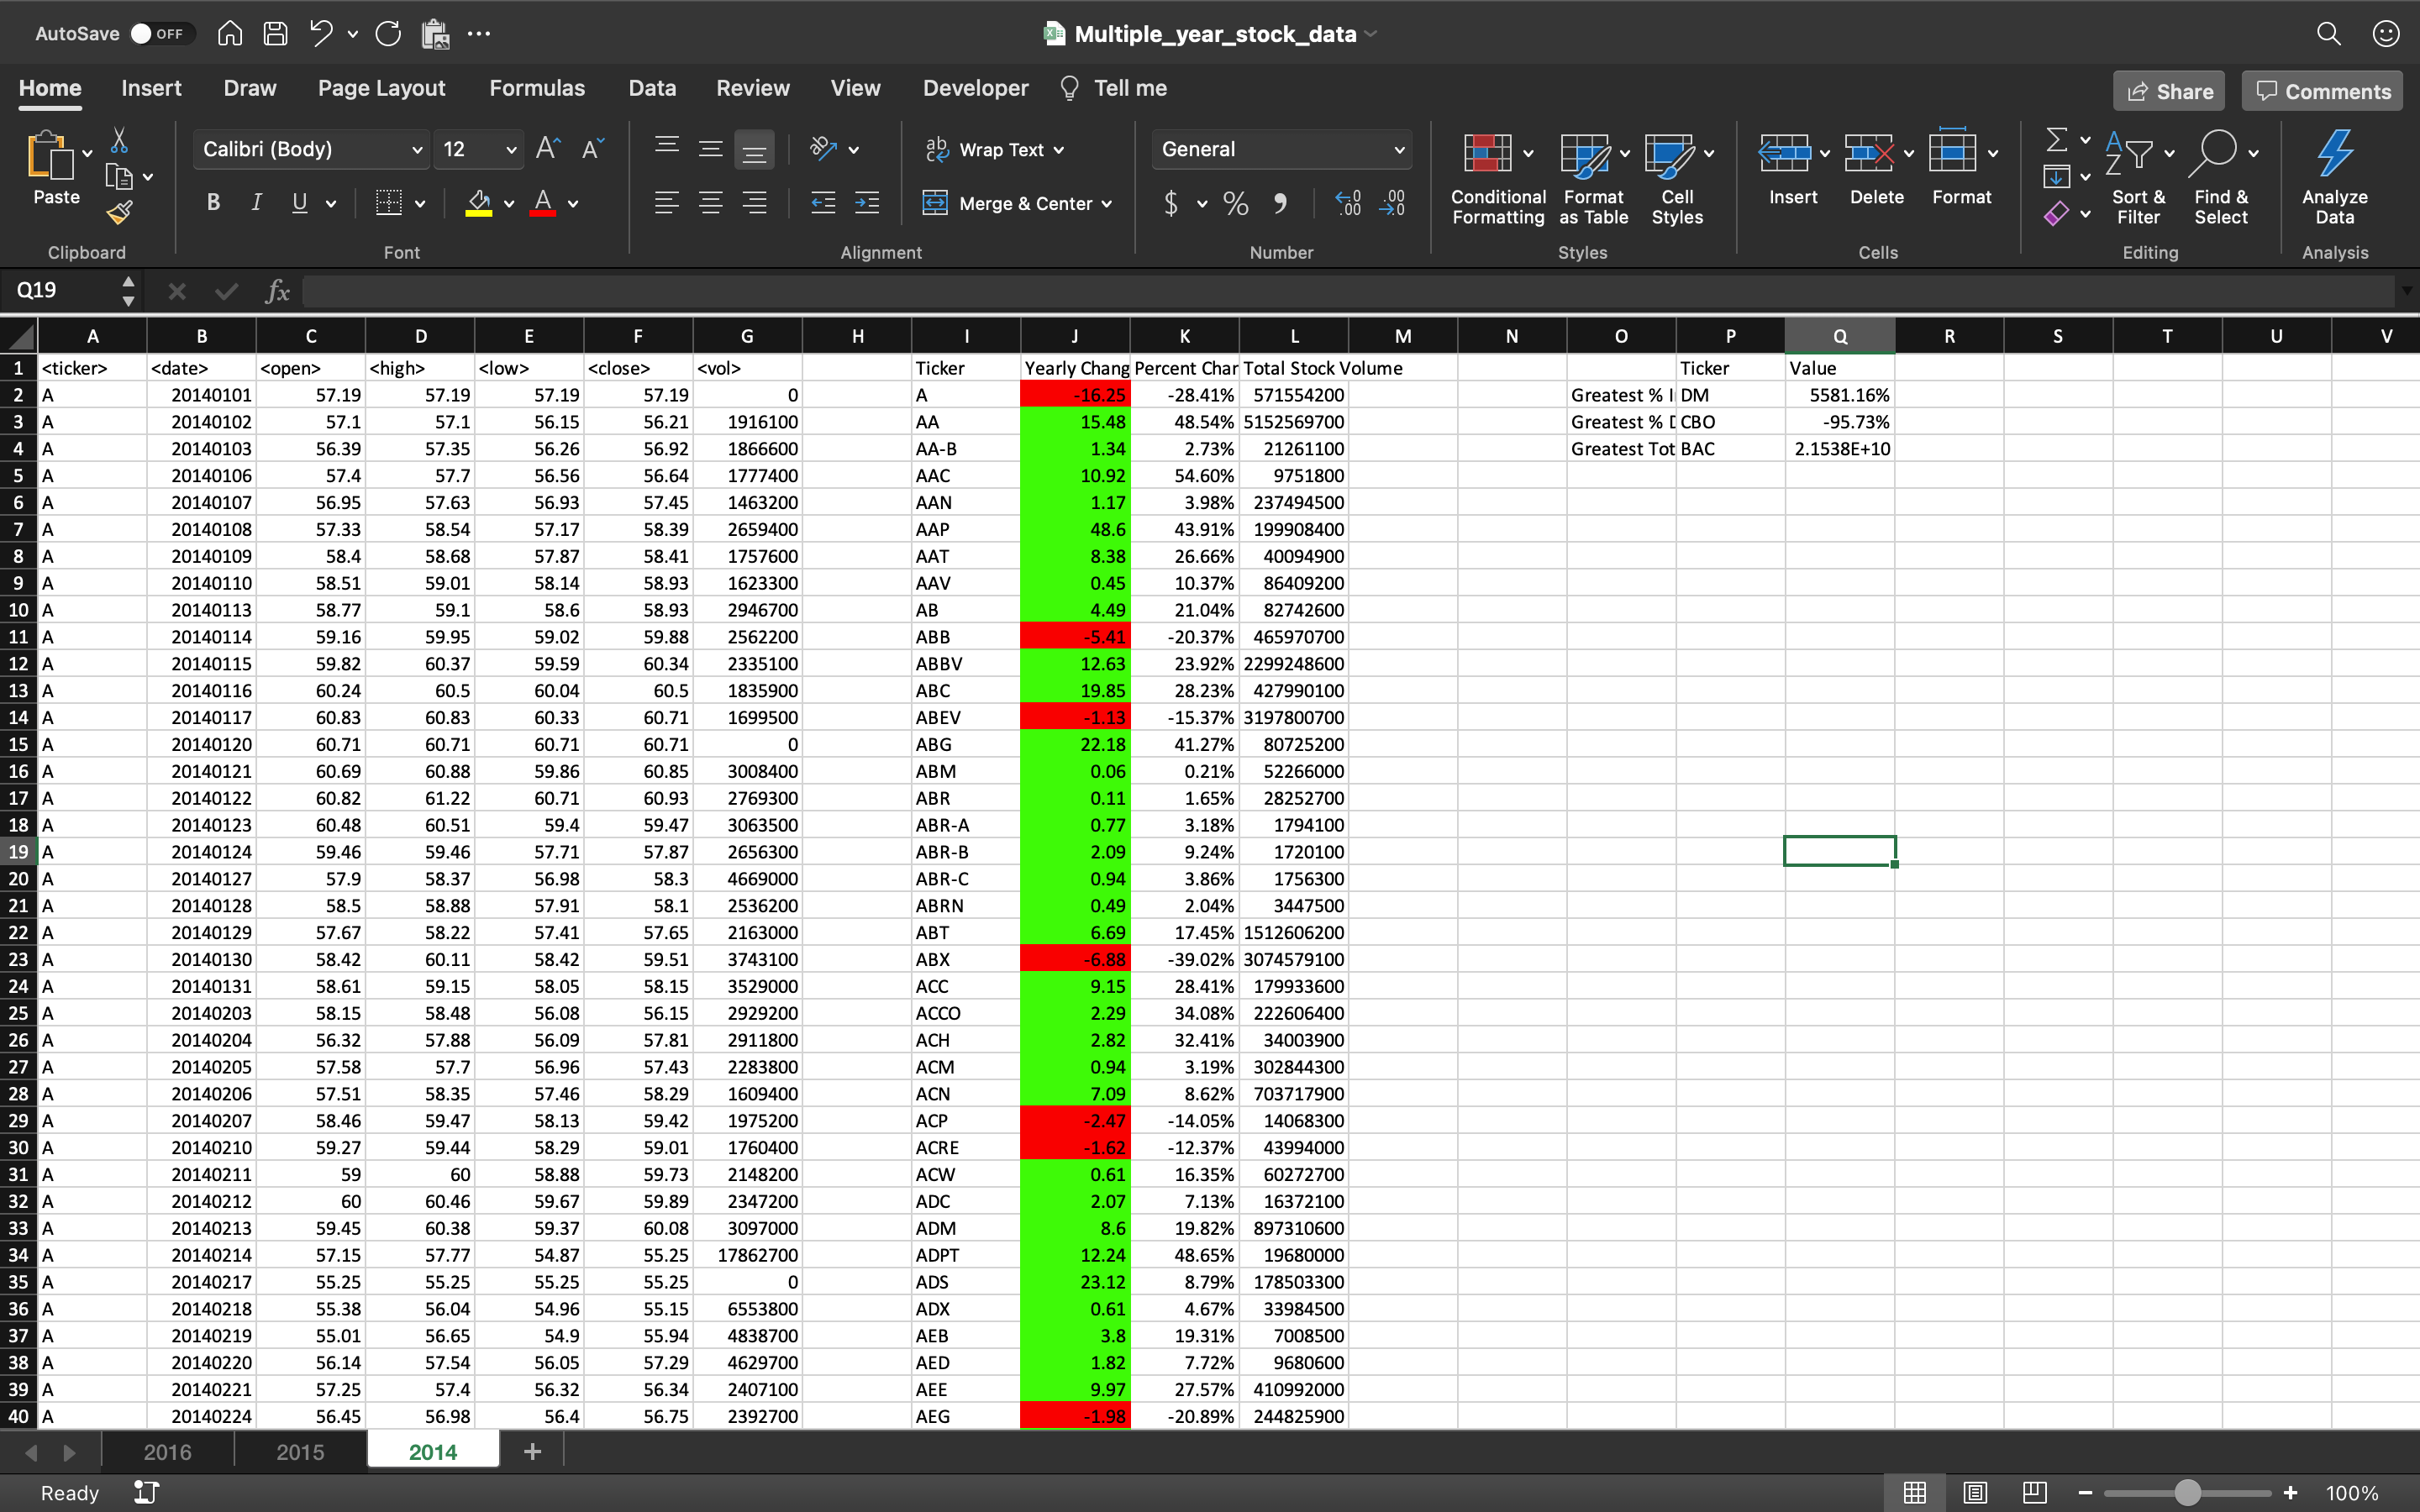 AutoSave OFF Multiple_year_stock_data
Home Insert Draw Page Layout Formulas Data Review View Developer Tell me Share Comments
Paste Calibri (Body) 12 A A ab Wrap Text General Conditional Formatting Format as Table Cell Styles Insert Delete Format Sort & Filter Find & Select Analyze Data
B I U A Merge & Center $ % 9 .00 .0
Clipboard Font Alignment Number Styles Cells Editing Analysis
Q19 fx
A B C D E F G H I J K L M N O P Q R S T U V
1 <ticker> <date> <open> <high> <low> <close> <vol> Ticker Yearly Chang Percent Char Total Stock Volume Ticker Value
2 A 20140101 57.19 57.19 57.19 57.19 0 A -16.25 -28.41% 571554200 Greatest % I DM 5581.16%
3 A 20140102 57.1 57.1 56.15 56.21 1916100 AA 15.48 48.54% 5152569700 Greatest % D CBO -95.73%
4 A 20140103 56.39 57.35 56.26 56.92 1866600 AA-B 1.34 2.73% 21261100 Greatest Tot BAC 2.1538E+10
5 A 20140106 57.4 57.7 56.56 56.64 1777400 AAC 10.92 54.60% 9751800
6 A 20140107 56.95 57.63 56.93 57.45 1463200 AAN 1.17 3.98% 237494500
7 A 20140108 57.33 58.54 57.17 58.39 2659400 AAP 48.6 43.91% 199908400
8 A 20140109 58.4 58.68 57.87 58.41 1757600 AAT 8.38 26.66% 40094900
9 A 20140110 58.51 59.01 58.14 58.93 1623300 AAV 0.45 10.37% 86409200
10 A 20140113 58.77 59.1 58.6 58.93 2946700 AB 4.49 21.04% 82742600
11 A 20140114 59.16 59.95 59.02 59.88 2562200 ABB -5.41 -20.37% 465970700
12 A 20140115 59.82 60.37 59.59 60.34 2335100 ABBV 12.63 23.92% 2299248600
13 A 20140116 60.24 60.5 60.04 60.5 1835900 ABC 19.85 28.23% 427990100
14 A 20140117 60.83 60.83 60.33 60.71 1699500 ABEV -1.13 -15.37% 3197800700
15 A 20140120 60.71 60.71 60.71 60.71 0 ABG 22.18 41.27% 80725200
16 A 20140121 60.69 60.88 59.86 60.85 3008400 ABM 0.06 0.21% 52266000
17 A 20140122 60.82 61.22 60.71 60.93 2769300 ABR 0.11 1.65% 28252700
18 A 20140123 60.48 60.51 59.4 59.47 3063500 ABR-A 0.77 3.18% 1794100
19 A 20140124 59.46 59.46 57.71 57.87 2656300 ABR-B 2.09 9.24% 1720100
20 A 20140127 57.9 58.37 56.98 58.3 4669000 ABR-C 0.94 3.86% 1756300
21 A 20140128 58.5 58.88 57.91 58.1 2536200 ABRN 0.49 2.04% 3447500
22 A 20140129 57.67 58.22 57.41 57.65 2163000 ABT 6.69 17.45% 1512606200
23 A 20140130 58.42 60.11 58.42 59.51 3743100 ABX -6.88 -39.02% 3074579100
24 A 20140131 58.61 59.15 58.05 58.15 3529000 ACC 9.15 28.41% 179933600
25 A 20140203 58.15 58.48 56.08 56.15 2929200 ACCO 2.29 34.08% 222606400
26 A 20140204 56.32 57.88 56.09 57.81 2911800 ACH 2.82 32.41% 34003900
27 A 20140205 57.58 57.7 56.96 57.43 2283800 ACM 0.94 3.19% 302844300
28 A 20140206 57.51 58.35 57.46 58.29 1609400 ACN 7.09 8.62% 703717900
29 A 20140207 58.46 59.47 58.13 59.42 1975200 ACP -2.47 -14.05% 14068300
30 A 20140210 59.27 59.44 58.29 59.01 1760400 ACRE -1.62 -12.37% 43994000
31 A 20140211 59 60 58.88 59.73 2148200 ACW 0.61 16.35% 60272700
32 A 20140212 60 60.46 59.67 59.89 2347200 ADC 2.07 7.13% 16372100
33 A 20140213 59.45 60.38 59.37 60.08 3097000 ADM 8.6 19.82% 897310600
34 A 20140214 57.15 57.77 54.87 55.25 17862700 ADPT 12.24 48.65% 19680000
35 A 20140217 55.25 55.25 55.25 55.25 0 ADS 23.12 8.79% 178503300
36 A 20140218 55.38 56.04 54.96 55.15 6553800 ADX 0.61 4.67% 33984500
37 A 20140219 55.01 56.65 54.9 55.94 4838700 AEB 3.8 19.31% 7008500
38 A 20140220 56.14 57.54 56.05 57.29 4629700 AED 1.82 7.72% 9680600
39 A 20140221 57.25 57.4 56.32 56.34 2407100 AEE 9.97 27.57% 410992000
40 A 20140224 56.45 56.98 56.4 56.75 2392700 AEG -1.98 -20.89% 244825900
2016 2015 2014 +
Ready 100%